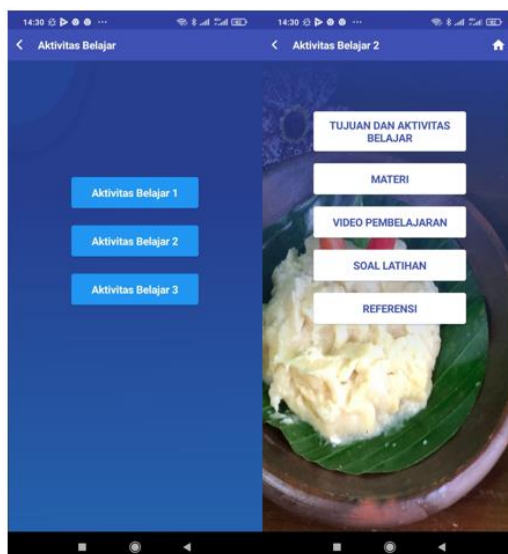 14:30
Aktivitas Belajar
Aktivitas Belajar 1
Aktivitas Belajar 2
Aktivitas Belajar 3
14:30
Aktivitas Belajar 2
TUJUAN DAN AKTIVITAS
BELAJAR
MATERI
VIDEO PEMBELAJARAN
SOAL LATIHAN
REFERENSI